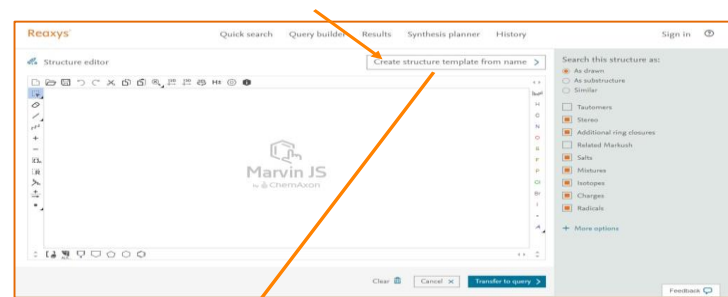 Reaxys
Quick search Query builder Results Synthesis planner History Sign in
Structure editor
Create structure template from name >
Search this structure as:
As drawn
As substructure
Similar
Tautomers
Stereo
Additional ring closures
Related Markush
Salts
Mixtures
Isotopes
Charges
Radicals
+ More options
Marvin JS
by ChemAxon
H
N
O
S
F
P
Cl
Br
I
A
Clear Cancel × Transfer to query >
Feedback